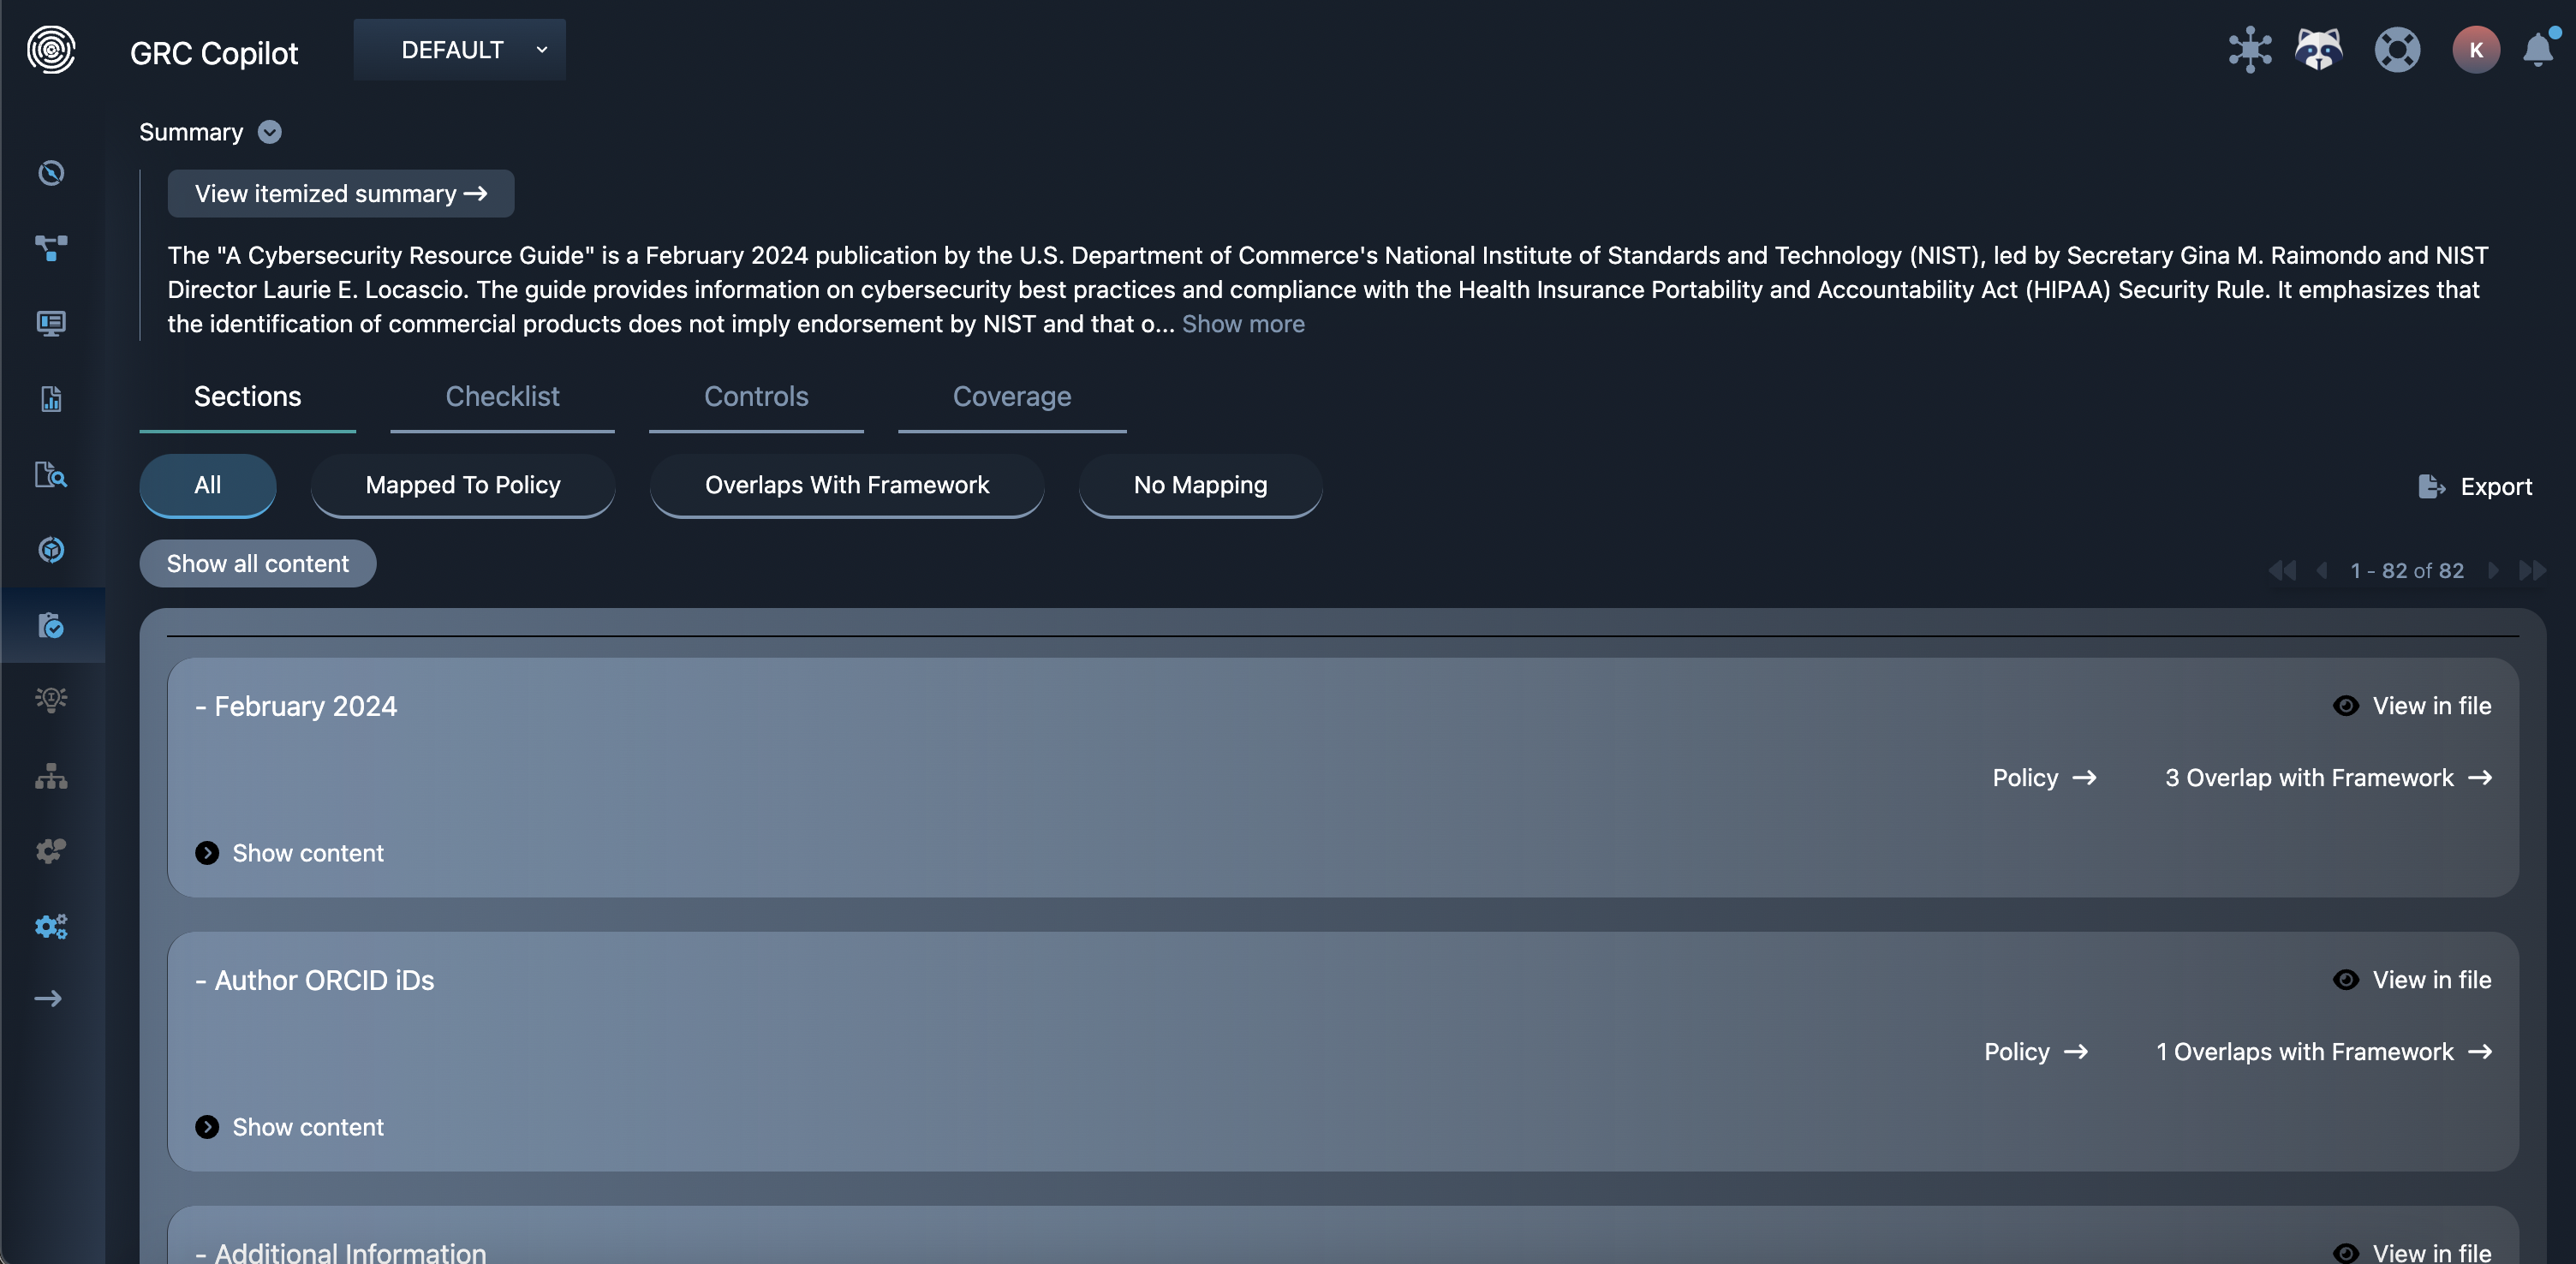 GRC Copilot
DEFAULT
K
Summary
View itemized summary →
The "A Cybersecurity Resource Guide" is a February 2024 publication by the U.S. Department of Commerce's National Institute of Standards and Technology (NIST), led by Secretary Gina M. Raimondo and NIST
Director Laurie E. Locascio. The guide provides information on cybersecurity best practices and compliance with the Health Insurance Portability and Accountability Act (HIPAA) Security Rule. It emphasizes that
the identification of commercial products does not imply endorsement by NIST and that o... Show more
Sections
Checklist
Controls
Coverage
All
Mapped To Policy
Overlaps With Framework
No Mapping
Export
Show all content
1 - 82 of 82
- February 2024
View in file
Policy →
3 Overlap with Framework →
Show content
- Author ORCID iDs
View in file
Policy →
1 Overlaps with Framework →
Show content
- Additional Information
View in file